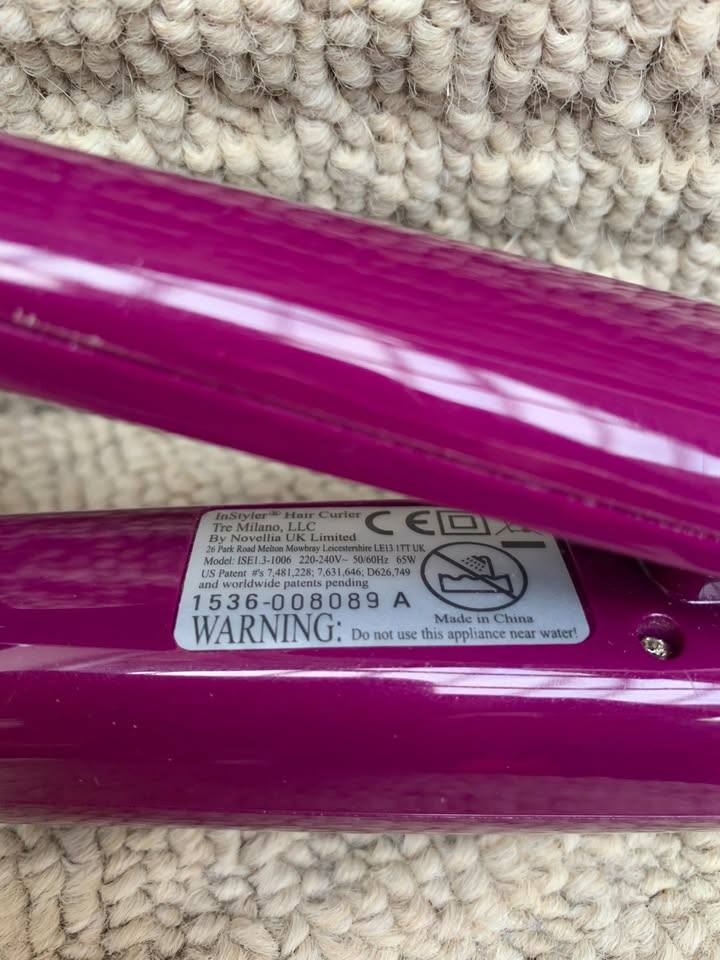 InStyler® Hair Curler
Tre Milano, LLC
By Novellia UK Limited
CE
26 Park Road Melton Mowbray Leicestershire LE13 1TT UK
Model: ISE1.3-1006 220-240V~ 50/60Hz 65W
US Patent #'s 7,481,228; 7,631,646; D626,749
and worldwide patents pending
1536-008089 A
Made in China
WARNING: Do not use this appliance near water!